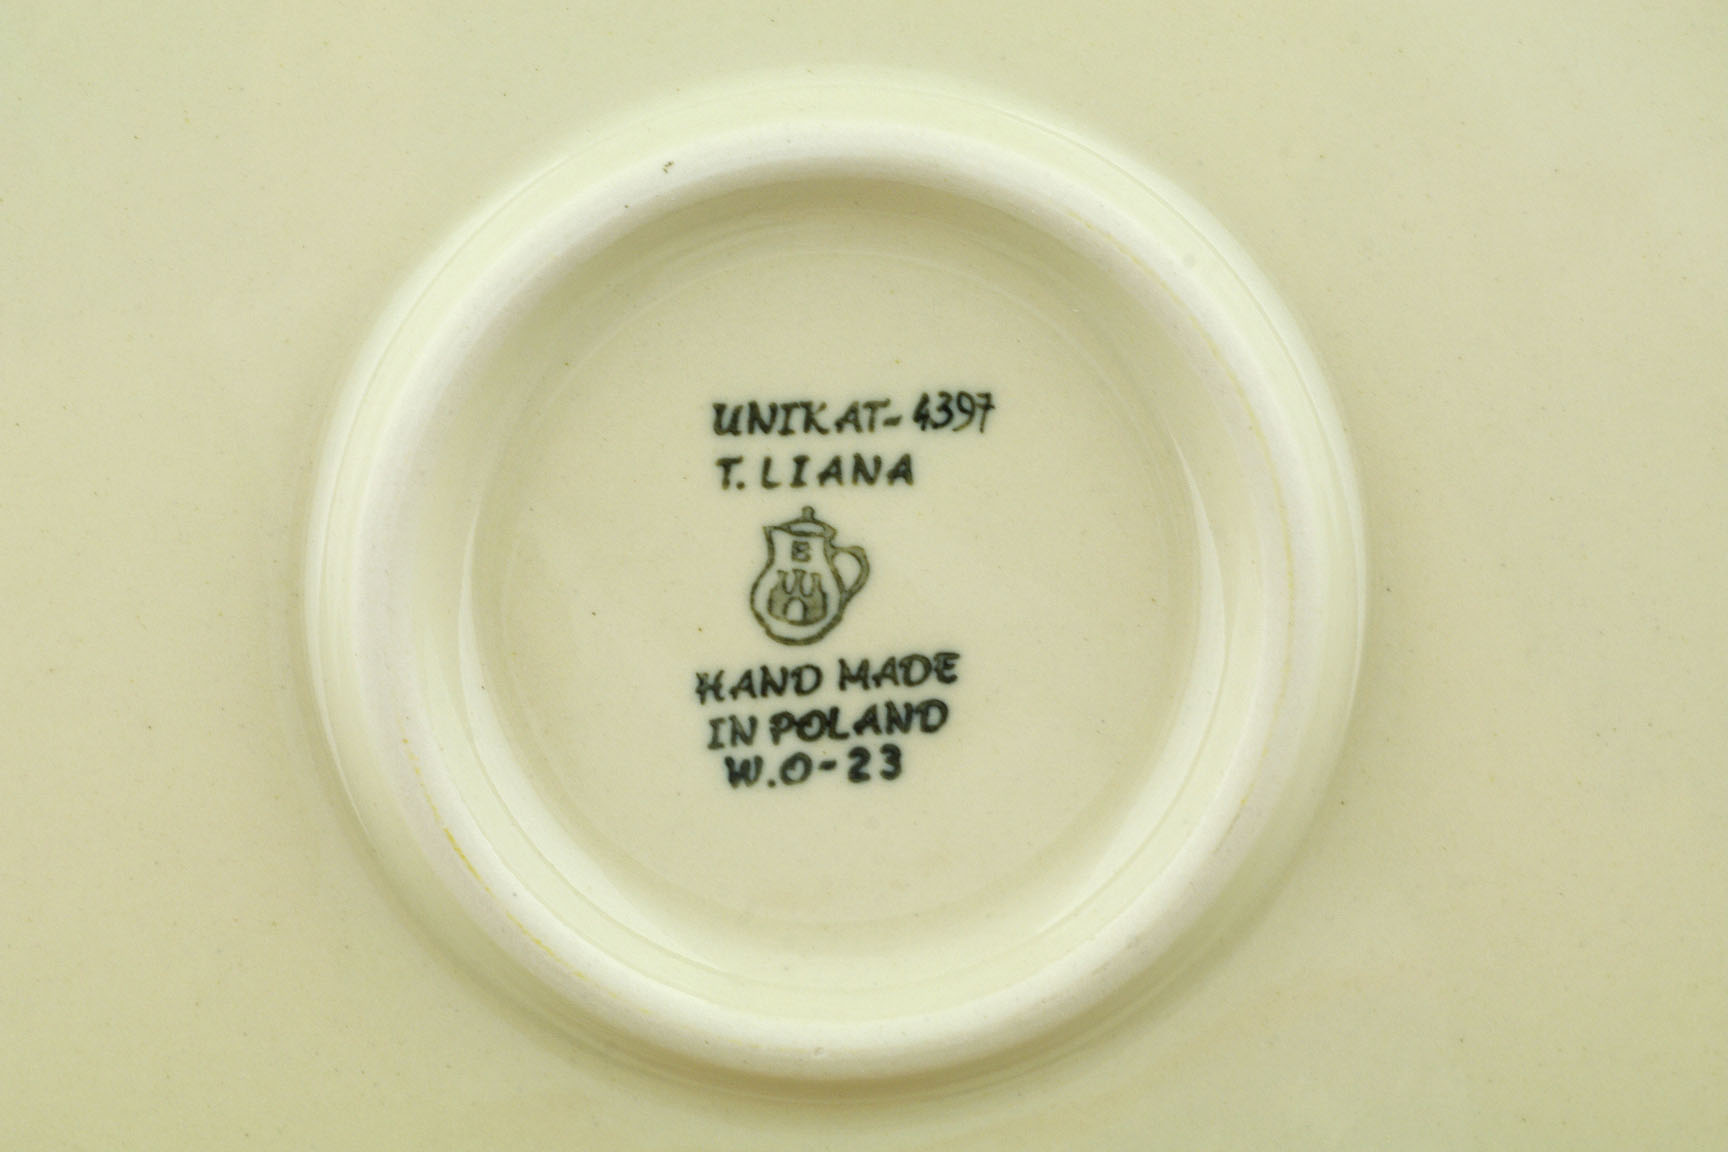 UNIKAT-4397
T. LIANA
E
HAND MADE
IN POLAND
W.O-23